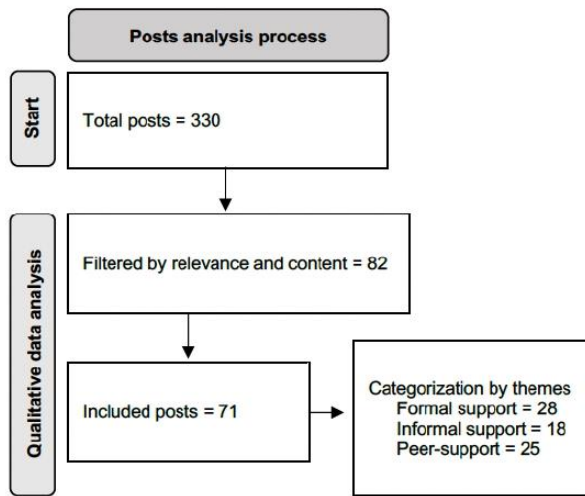 Posts analysis process
Start
Total posts = 330
Qualitative data analysis
Filtered by relevance and content = 82
Included posts = 71
Categorization by themes
Formal support = 28
Informal support = 18
Peer-support = 25